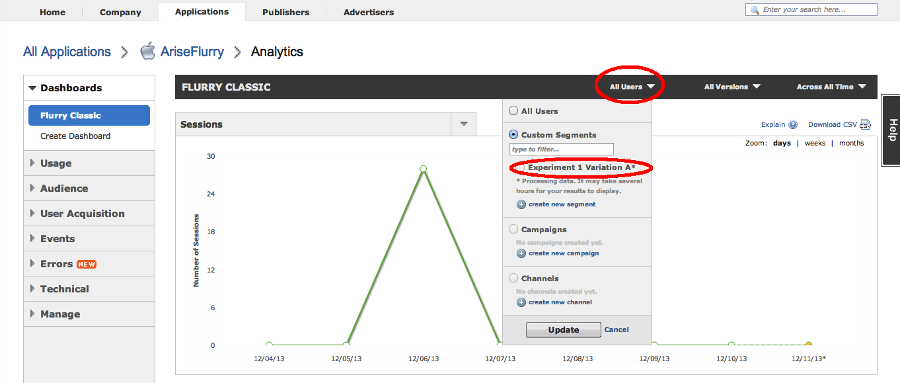 Home Company Applications Publishers Advertisers
Enter your search here...
All Applications AriseFlurry Analytics
Dashboards
Flurry Classic
Create Dashboard
Usage
Audience
User Acquisition
Events
Errors NEW
Technical
Manage
FLURRY CLASSIC All Users All Versions Across All Time
Sessions
Explain Download CSV
Zoom: days | weeks | months
All Users
Custom Segments
type to filter...
Experiment 1 Variation A*
* Processing data. It may take several
hours for your results to display.
create new segment
Campaigns
No campaigns created yet.
create new campaign
Channels
No channels created yet.
create new channel
Update Cancel
Number of Sessions
30
24
18
12
6
0
12/04/13 12/05/13 12/06/13 12/07/13 12/08/13 12/09/13 12/10/13 12/11/13*
Help